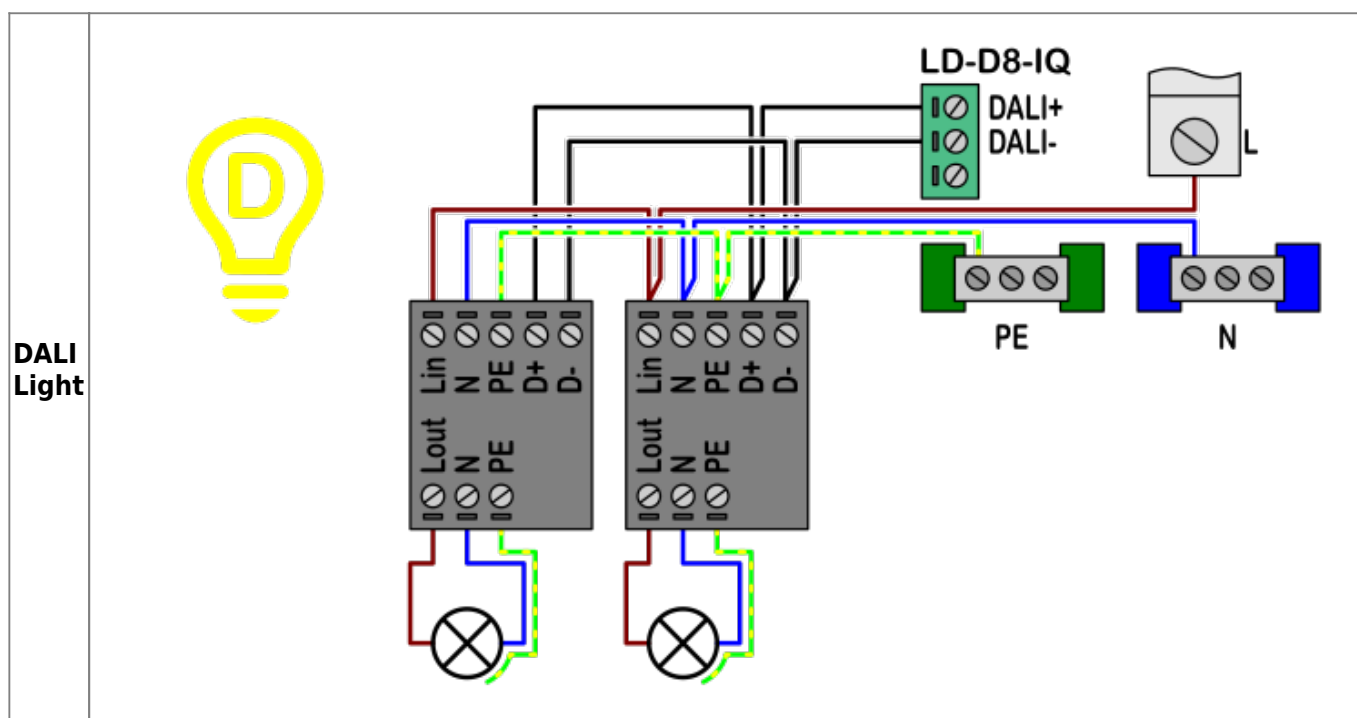 DALI
Light
D
LD-D8-IQ
DALI+
DALI-
L
PE
N
Lin
N
PE
D+
D-
Lout
N
PE
Lin
N
PE
D+
D-
Lout
N
PE